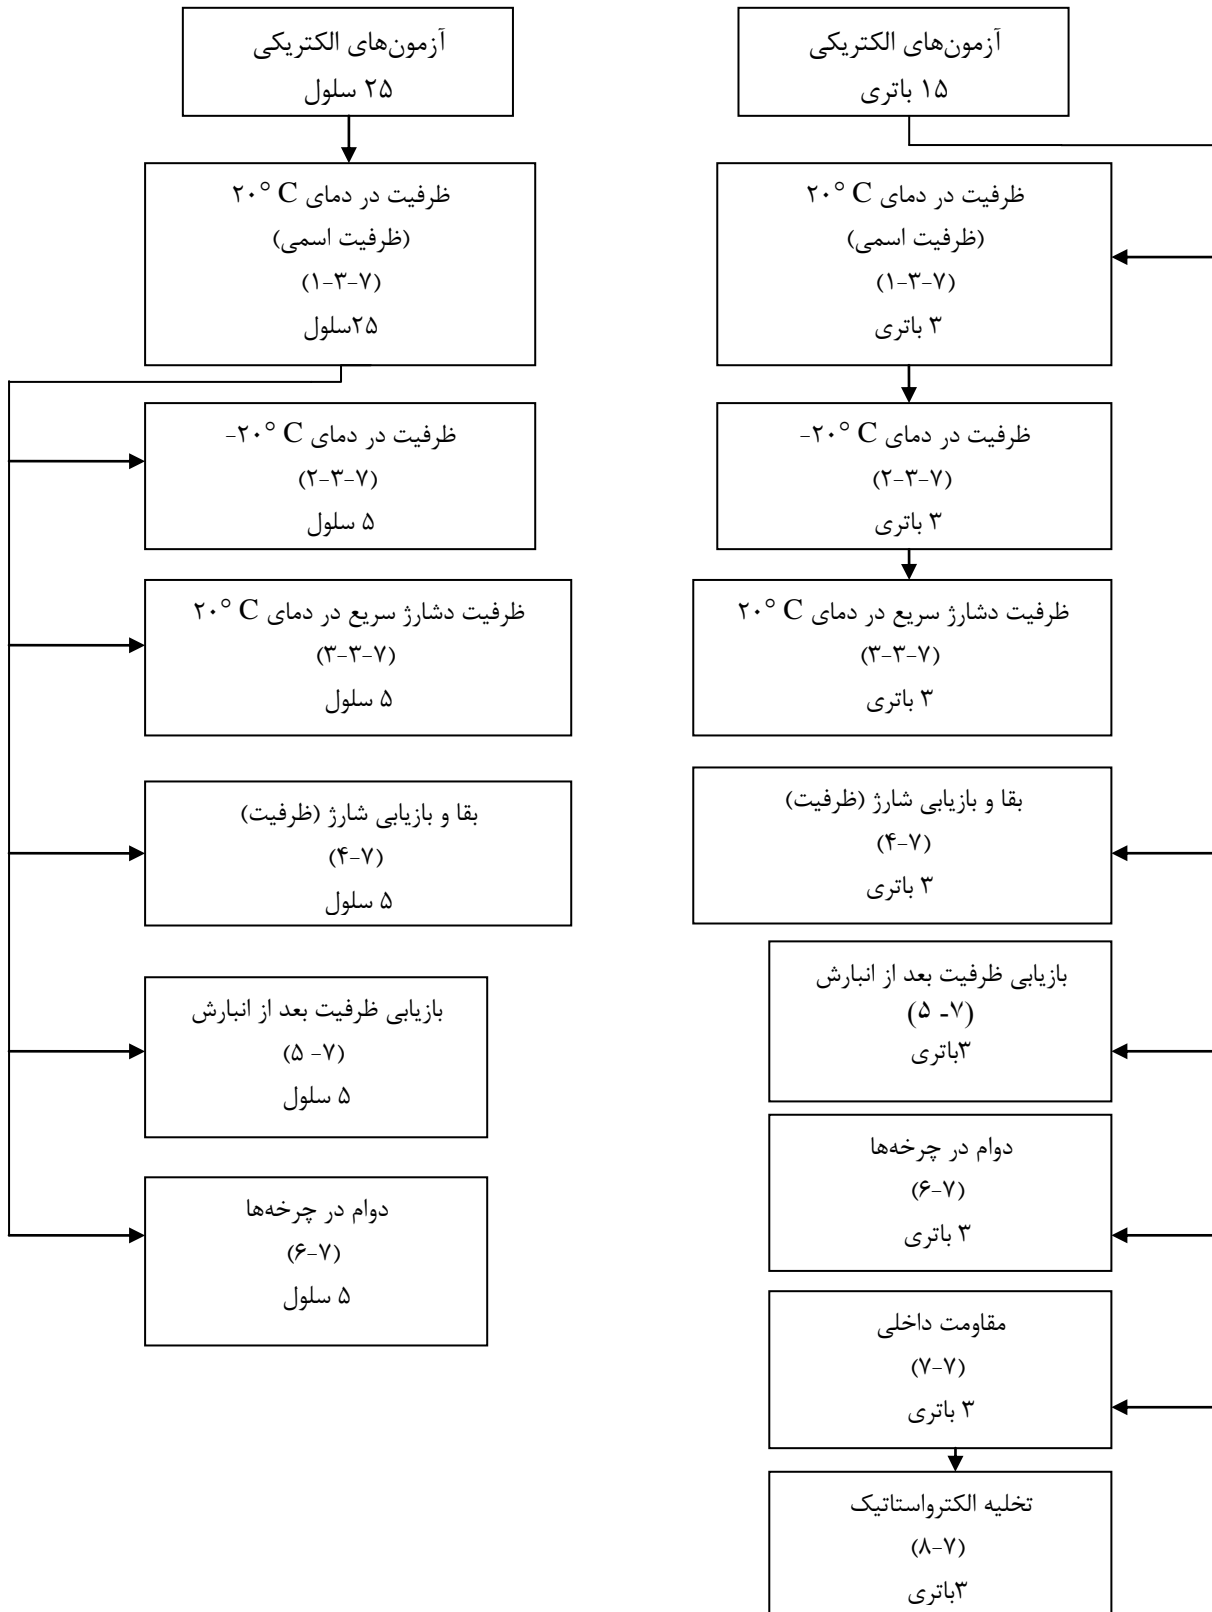 آزمون‌های الکتریکی
۱۵ باتری
ظرفیت در دمای ۲۰° C
(ظرفیت اسمی)
(۷-۳-۱)
۳ باتری
ظرفیت در دمای ۲۰° C-
(۷-۳-۲)
۳ باتری
ظرفیت دشارژ سریع در دمای ۲۰° C
(۷-۳-۳)
۳ باتری
بقا و بازیابی شارژ (ظرفیت)
(۷-۴)
۳ باتری
بازیابی ظرفیت بعد از انبارش
(۷- ۵)
۳باتری
دوام در چرخه‌ها
(۷-۶)
۳ باتری
مقاومت داخلی
(۷-۷)
۳ باتری
تخلیه الکترواستاتیک
(۷-۸)
۳باتری
آزمون‌های الکتریکی
۲۵ سلول
ظرفیت در دمای ۲۰° C
(ظرفیت اسمی)
(۷-۳-۱)
۲۵سلول
ظرفیت در دمای ۲۰° C-
(۷-۳-۲)
۵ سلول
ظرفیت دشارژ سریع در دمای ۲۰° C
(۷-۳-۳)
۵ سلول
بقا و بازیابی شارژ (ظرفیت)
(۷-۴)
۵ سلول
بازیابی ظرفیت بعد از انبارش
(۷- ۵)
۵ سلول
دوام در چرخه‌ها
(۷-۶)
۵ سلول